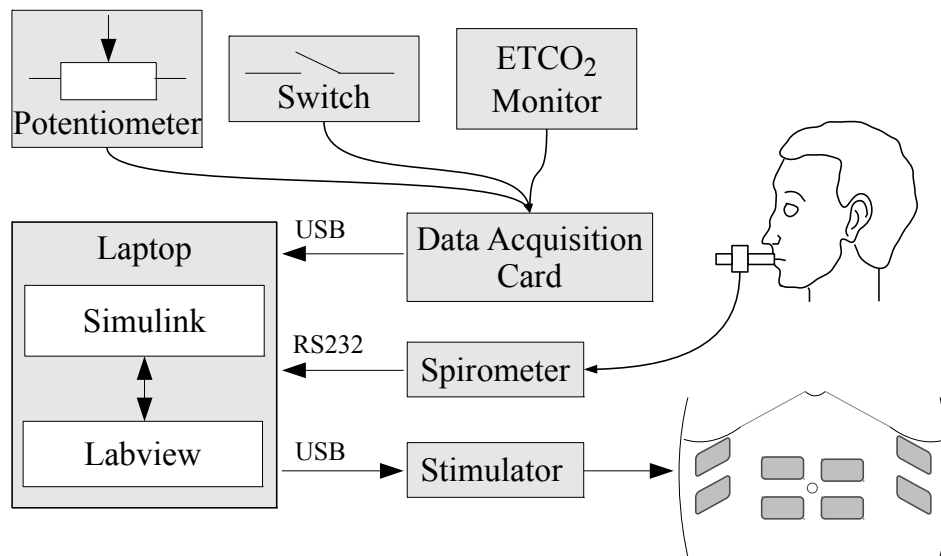 Potentiometer
Switch
ETCO₂
Monitor
Laptop
Simulink
Labview
USB
Data Acquisition
Card
RS232
Spirometer
USB
Stimulator